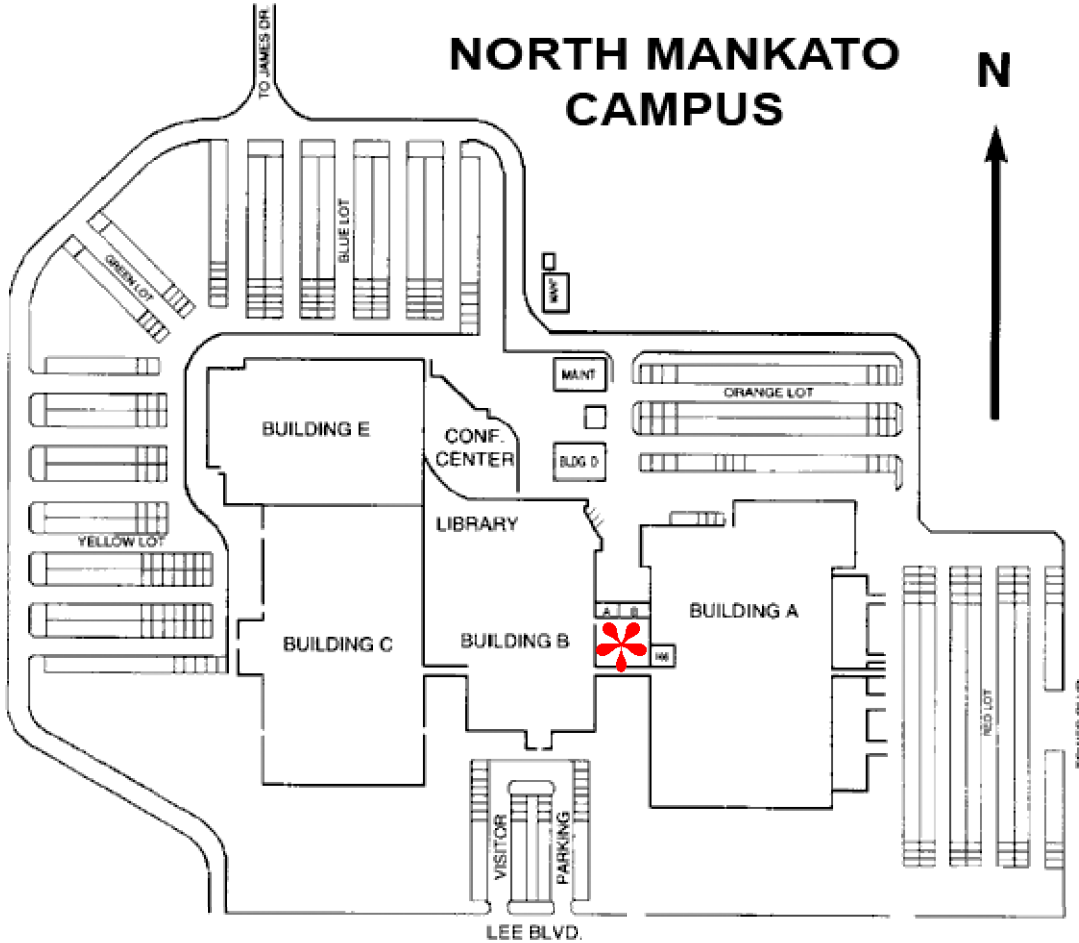 NORTH MANKATO
CAMPUS
N
TO JAMES DR.
BLUE LOT
GREEN LOT
MAINT
MAINT
ORANGE LOT
BUILDING E
CONF.
CENTER
BLDG D
LIBRARY
YELLOW LOT
A B
BUILDING A
BUILDING B
BUILDING C
RED LOT
VISITOR
PARKING
LEE BLVD.